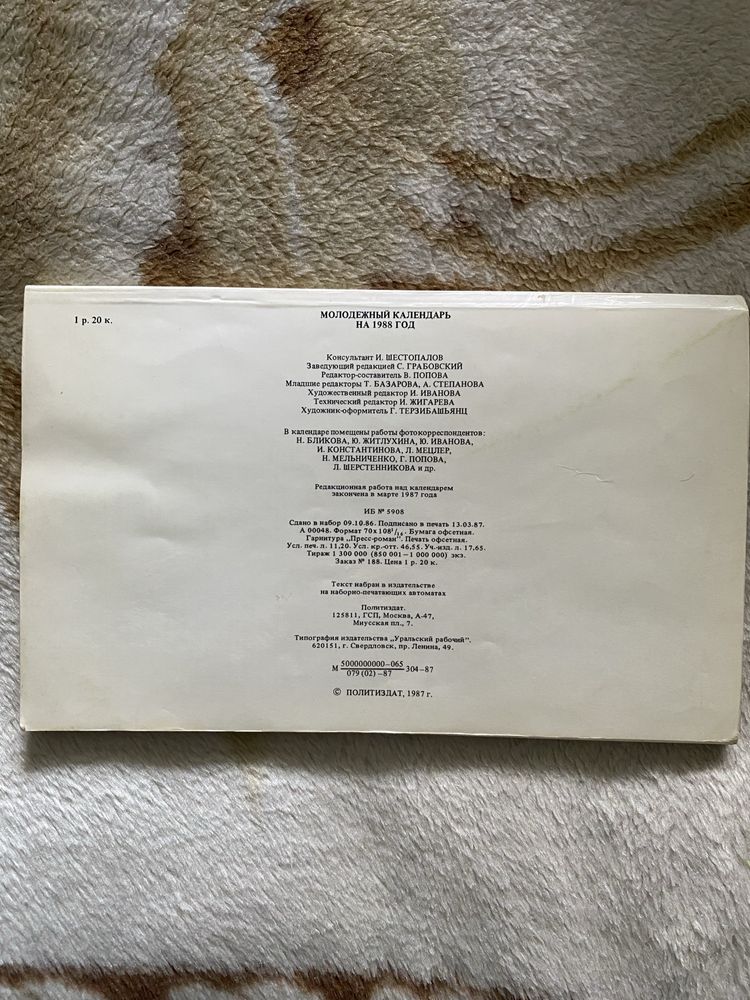 1 р. 20 к.
МОЛОДЕЖНЫЙ КАЛЕНДАРЬ
НА 1988 ГОД
Консультант И. ШЕСТОПАЛОВ
Заведующий редакцией С. ГРАБОВСКИЙ
Редактор-составитель В. ПОПОВА
Младшие редакторы Т. БАЗАРОВА, А. СТЕПАНОВА
Художественный редактор И. ИВАНОВА
Технический редактор И. ЖИГАРЕВА
Художник-оформитель Г. ТЕРЗИБАШЬЯНЦ
В календаре помещены работы фотокорреспондентов:
Н. БЛИКОВА, Ю. ЖИТЛУХИНА, Ю. ИВАНОВА,
И. КОНСТАНТИНОВА, Л. МЕЦЛЕР,
Н. МЕЛЬНИЧЕНКО, Г. ПОПОВА,
Л. ШЕРСТЕННИКОВА и др.
Редакционная работа над календарем
закончена в марте 1987 года
ИБ № 5908
Сдано в набор 09.10.86. Подписано в печать 13.03.87.
А 00048. Формат 70х108¹/₁₆. Бумага офсетная.
Гарнитура „Пресс-роман". Печать офсетная.
Усл. печ. л. 11,20. Усл. кр.-отт. 46,55. Уч.-изд. л. 17,65.
Тираж 1 300 000 (850 001—1 000 000) экз.
Заказ № 188. Цена 1 р. 20 к.
Текст набран в издательстве
на наборно-печатающих автоматах
Политиздат.
125811, ГСП, Москва, А-47,
Миусская пл., 7.
Типография издательства „Уральский рабочий".
620151, г. Свердловск, пр. Ленина, 49.
М 5000000000—065 / 079 (02)—87 304—87
© ПОЛИТИЗДАТ, 1987 г.